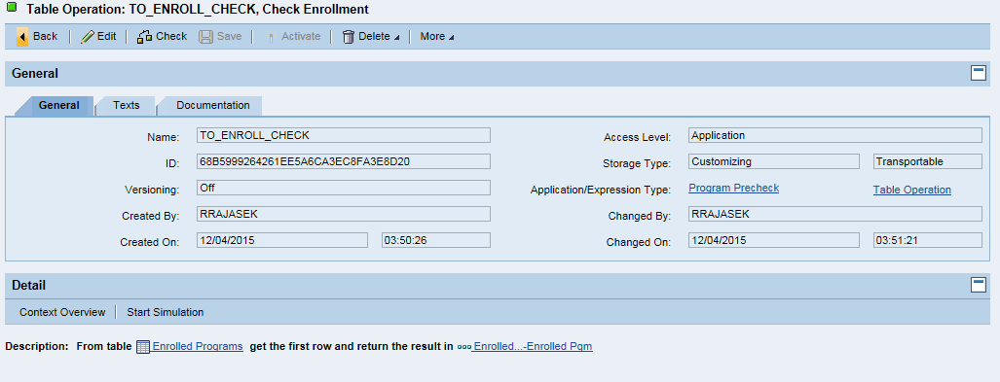 Table Operation: TO_ENROLL_CHECK, Check Enrollment
Back Edit Check Save Activate Delete More
General
General Texts Documentation
Name: TO_ENROLL_CHECK Access Level: Application
ID: 68B5999264261EE5A6CA3EC8FA3E8D20 Storage Type: Customizing Transportable
Versioning: Off Application/Expression Type: Program Precheck Table Operation
Created By: RRAJASEK Changed By: RRAJASEK
Created On: 12/04/2015 03:50:26 Changed On: 12/04/2015 03:51:21
Detail
Context Overview Start Simulation
Description: From table Enrolled Programs get the first row and return the result in Enrolled...-Enrolled Pgm